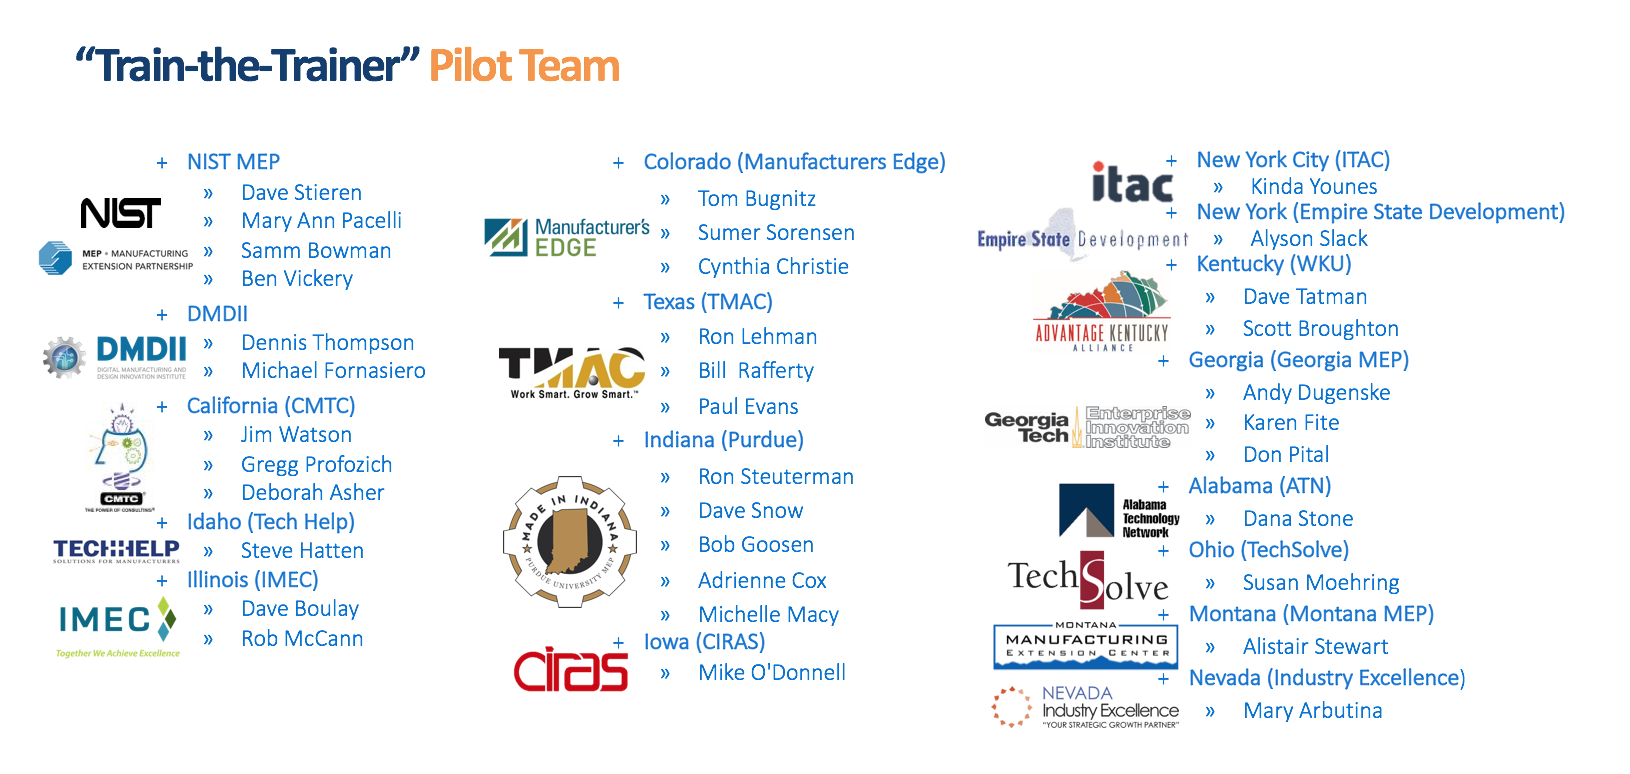 “Train-the-Trainer” Pilot Team
+ NIST MEP
» Dave Stieren
» Mary Ann Pacelli
» Samm Bowman
» Ben Vickery
NIST
MEP • MANUFACTURING
EXTENSION PARTNERSHIP
+ DMDII
» Dennis Thompson
» Michael Fornasiero
DMDII
DIGITAL MANUFACTURING AND
DESIGN INNOVATION INSTITUTE
+ California (CMTC)
» Jim Watson
» Gregg Profozich
» Deborah Asher
CMTC
THE POWER OF CONSULTING®
+ Idaho (Tech Help)
» Steve Hatten
TECHHELP
SOLUTIONS FOR MANUFACTURERS
+ Illinois (IMEC)
» Dave Boulay
» Rob McCann
IMEC
Together We Achieve Excellence
+ Colorado (Manufacturers Edge)
» Tom Bugnitz
» Sumer Sorensen
» Cynthia Christie
Manufacturer's
EDGE
+ Texas (TMAC)
» Ron Lehman
» Bill  Rafferty
» Paul Evans
TMAC
Work Smart. Grow Smart.™
+ Indiana (Purdue)
» Ron Steuterman
» Dave Snow
» Bob Goosen
» Adrienne Cox
» Michelle Macy
MADE IN INDIANA
PURDUE UNIVERSITY MEP
+ Iowa (CIRAS)
» Mike O'Donnell
ciras
+ New York City (ITAC)
» Kinda Younes
itac
+ New York (Empire State Development)
» Alyson Slack
Empire State Development
+ Kentucky (WKU)
» Dave Tatman
» Scott Broughton
ADVANTAGE KENTUCKY
ALLIANCE
+ Georgia (Georgia MEP)
» Andy Dugenske
» Karen Fite
» Don Pital
Georgia
Tech
Enterprise
Innovation
Institute
+ Alabama (ATN)
» Dana Stone
Alabama
Technology
Network
+ Ohio (TechSolve)
» Susan Moehring
TechSolve
+ Montana (Montana MEP)
» Alistair Stewart
MONTANA
MANUFACTURING
EXTENSION CENTER
+ Nevada (Industry Excellence)
» Mary Arbutina
NEVADA
Industry Excellence
"YOUR STRATEGIC GROWTH PARTNER"